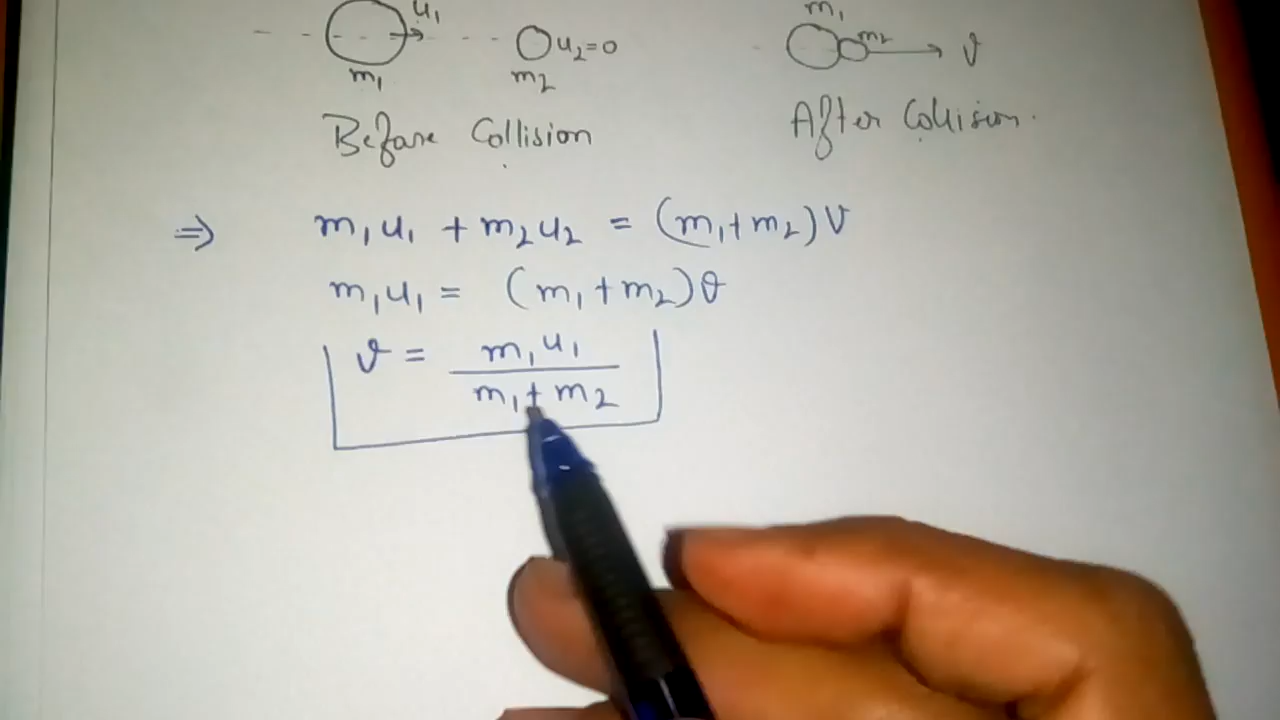 u₁ m₁
m₁ u₂=0 m₂ v
m₂
Before Collision After Collision.
⇒ m₁u₁ + m₂u₂ = (m₁+m₂)v
m₁u₁ = (m₁+m₂)v
v = m₁u₁
m₁+m₂